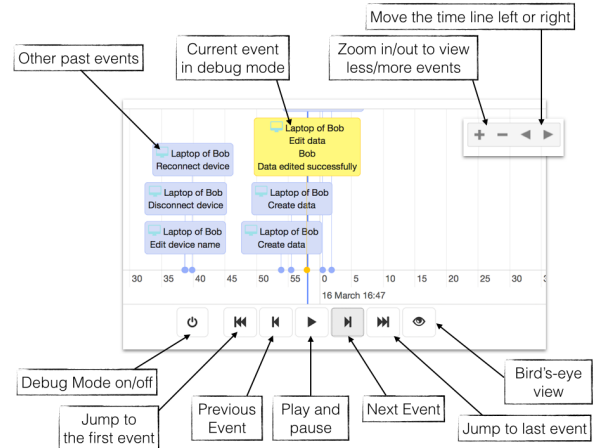 Move the time line left or right
Current event
in debug mode
Zoom in/out to view
less/more events
Other past events
Laptop of Bob
Edit data
Bob
Data edited successfully
Laptop of Bob
Reconnect device
Laptop of Bob
Disconnect device
Laptop of Bob
Create data
Laptop of Bob
Edit device name
Laptop of Bob
Create data
30 35 40 45 50 55 0 5 10 15 20 25 30
16 March 16:47
Debug Mode on/off
Bird's-eye
view
Jump to
the first event
Previous
Event
Play and
pause
Next Event
Jump to last event